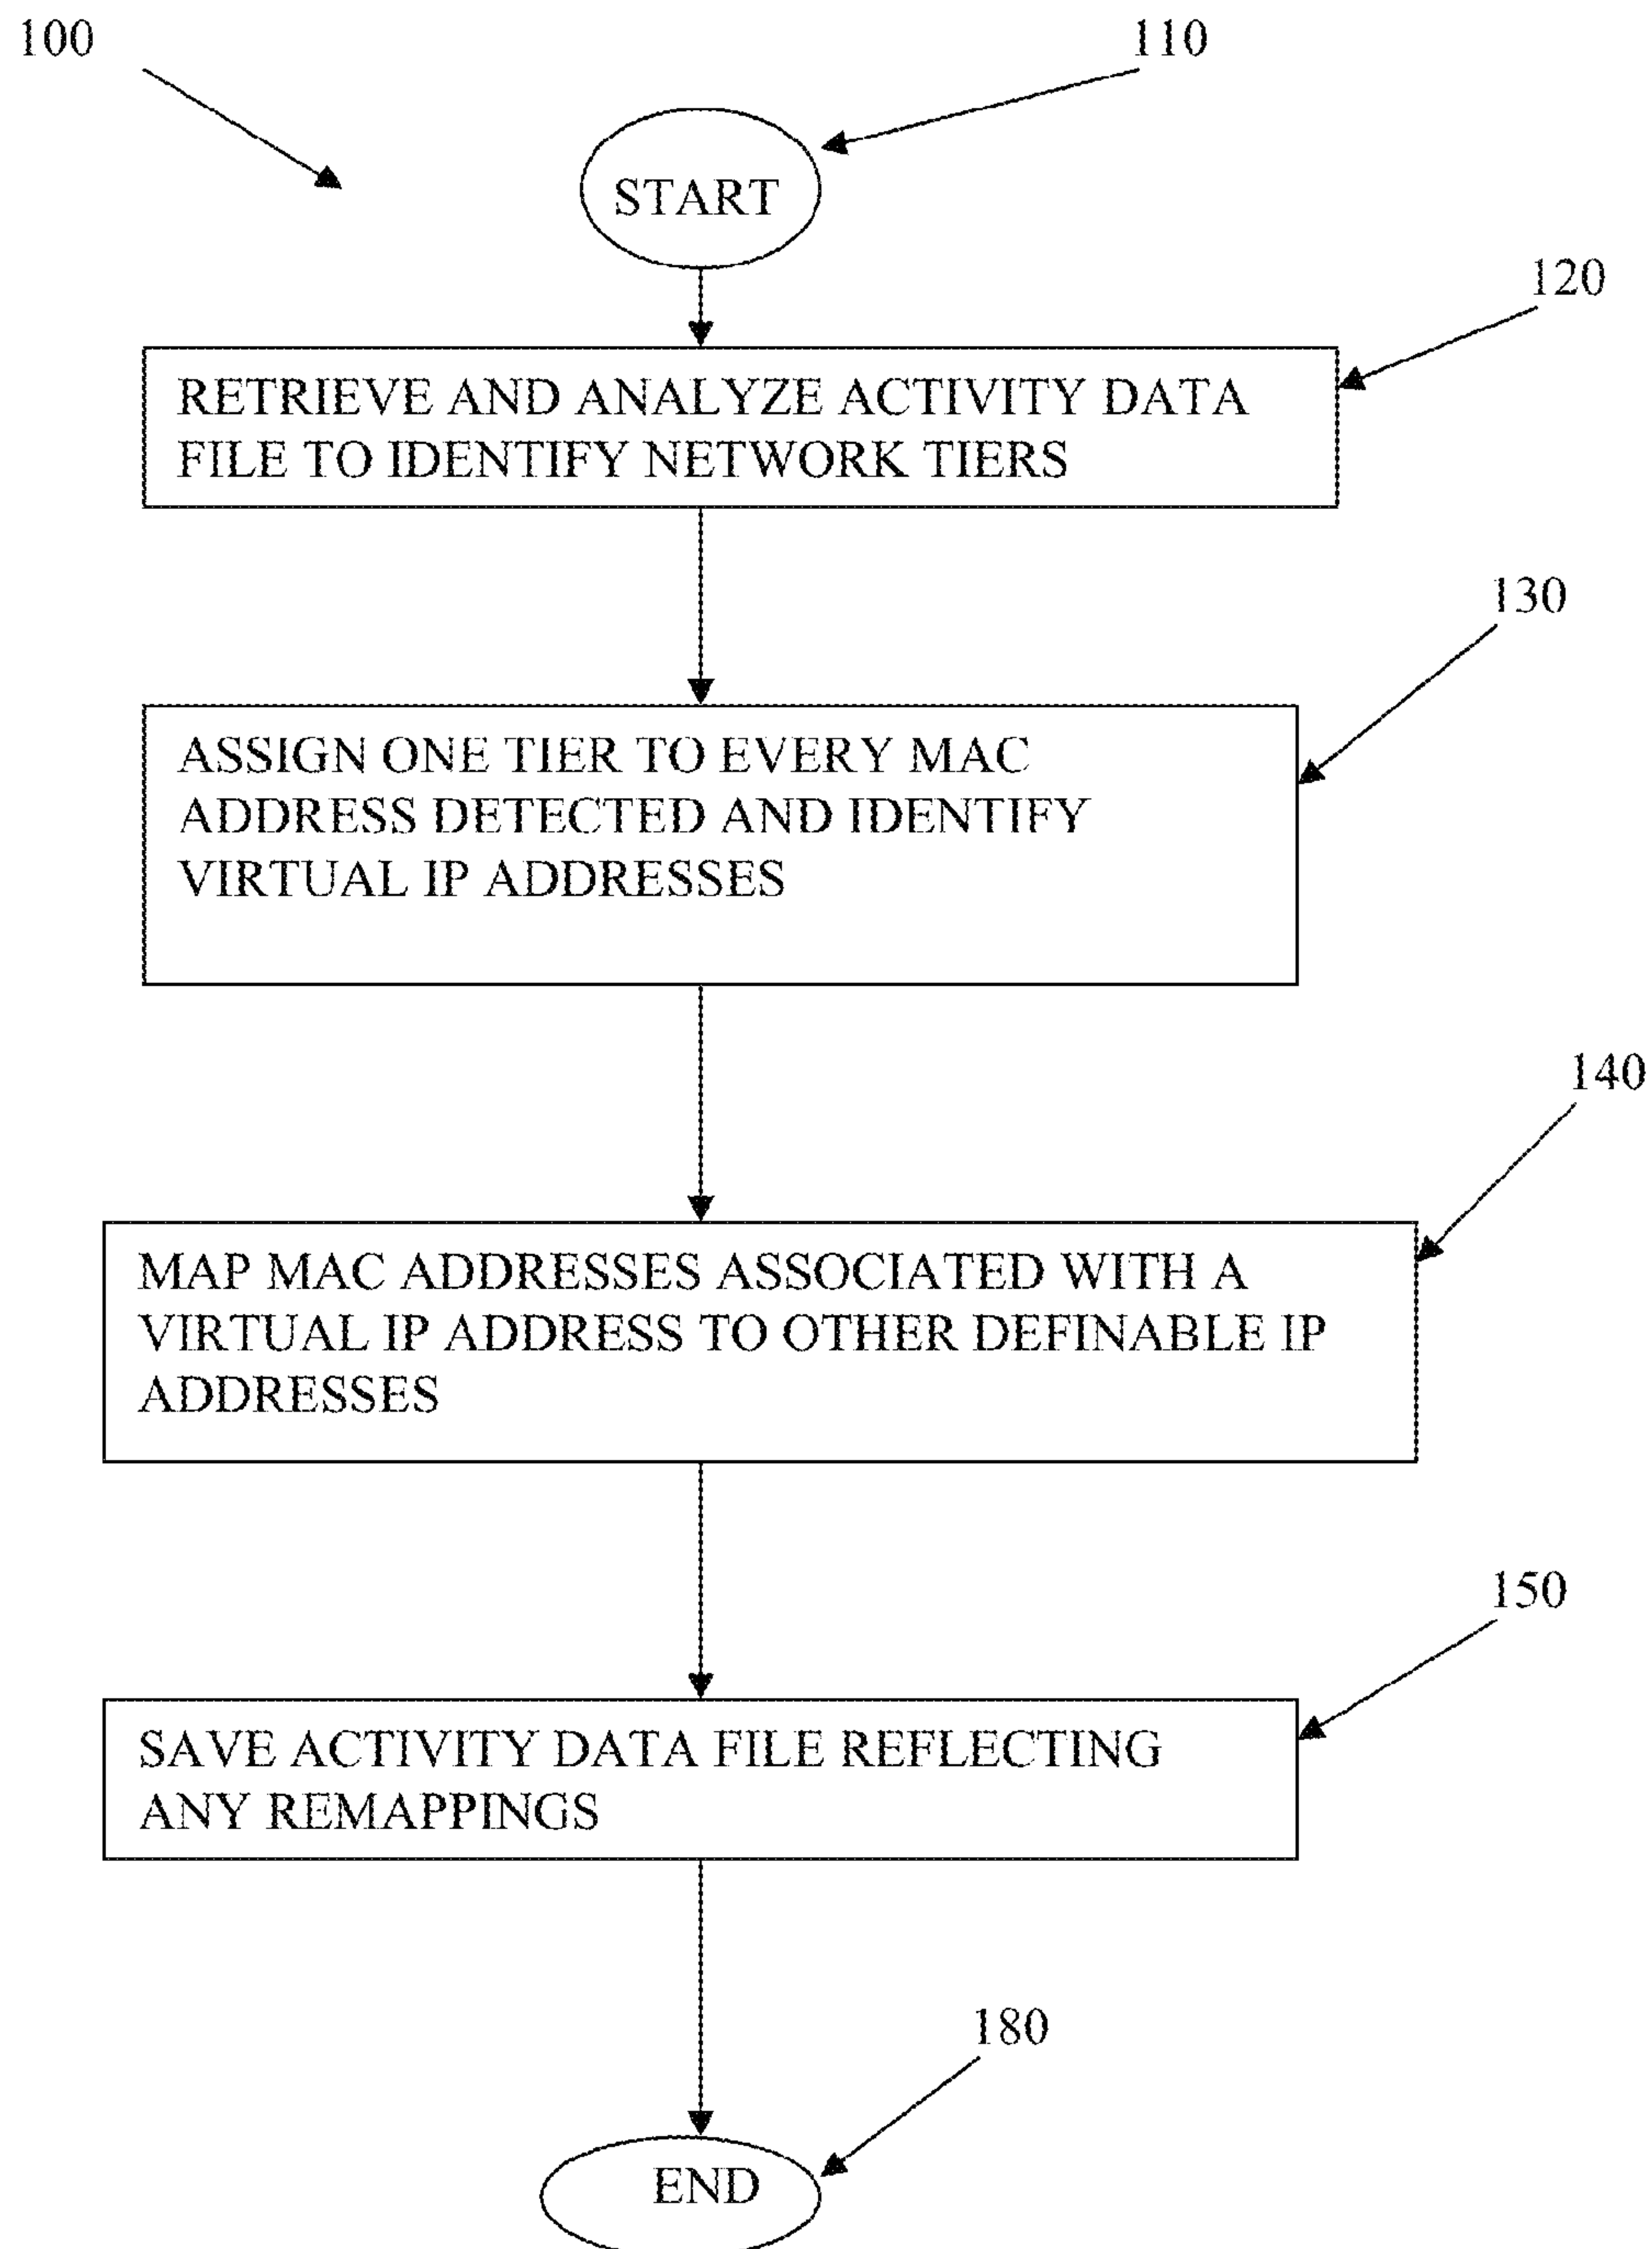 100
110
START
120
RETRIEVE AND ANALYZE ACTIVITY DATA
FILE TO IDENTIFY NETWORK TIERS
130
ASSIGN ONE TIER TO EVERY MAC
ADDRESS DETECTED AND IDENTIFY
VIRTUAL IP ADDRESSES
140
MAP MAC ADDRESSES ASSOCIATED WITH A
VIRTUAL IP ADDRESS TO OTHER DEFINABLE IP
ADDRESSES
150
SAVE ACTIVITY DATA FILE REFLECTING
ANY REMAPPINGS
180
END